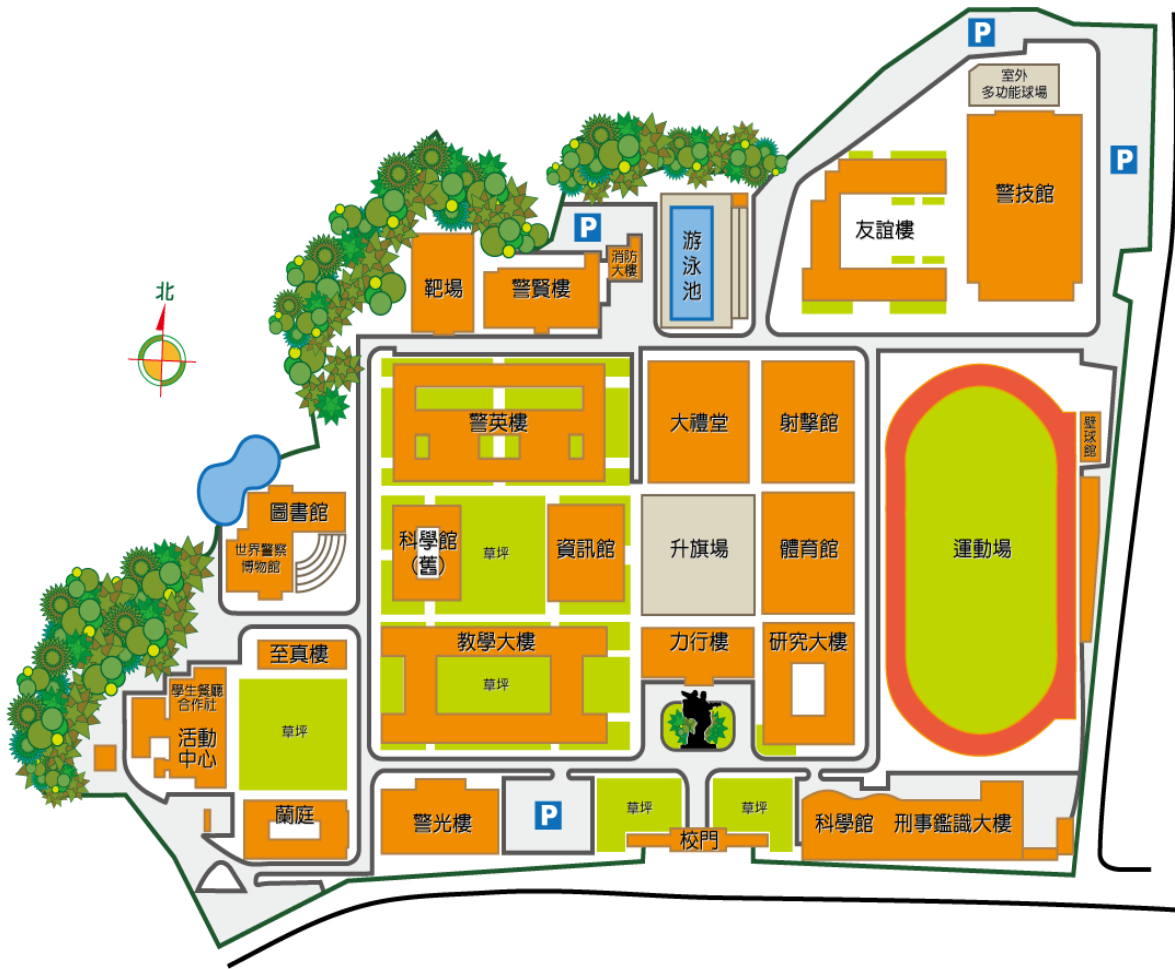 P
室外
多功能球場
P
警技館
友誼樓
P
游泳池
消防
大樓
靶場
警賢樓
北
警英樓
大禮堂
射擊館
壁球館
圖書館
世界警察
博物館
科學館
(舊)
草坪
資訊館
升旗場
體育館
運動場
至真樓
教學大樓
草坪
力行樓
研究大樓
學生餐廳
合作社
活動
中心
草坪
蘭庭
警光樓
P
草坪
校門
草坪
科學館
刑事鑑識大樓